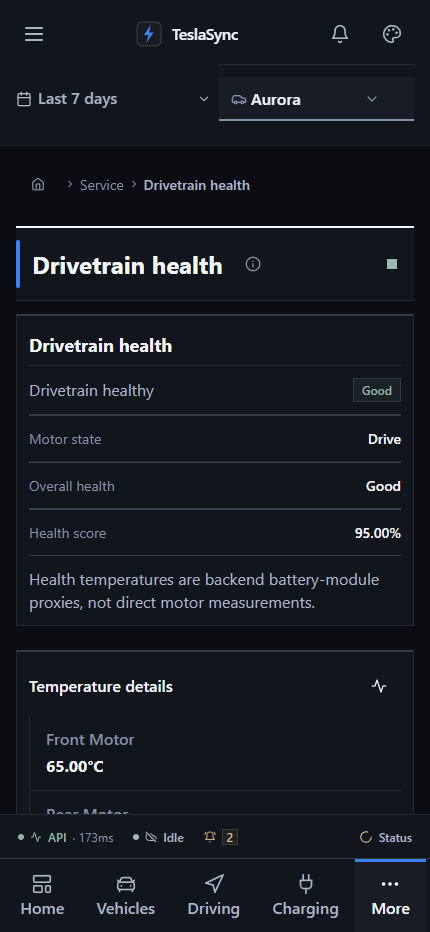 TeslaSync
Last 7 days
Aurora
Service
Drivetrain health
Drivetrain health
Drivetrain health
Drivetrain healthy
Good
Motor state
Drive
Overall health
Good
Health score
95.00%
Health temperatures are backend battery-module
proxies, not direct motor measurements.
Temperature details
Front Motor
65.00°C
Rear Motor
API · 173ms
Idle
2
Status
Home
Vehicles
Driving
Charging
More